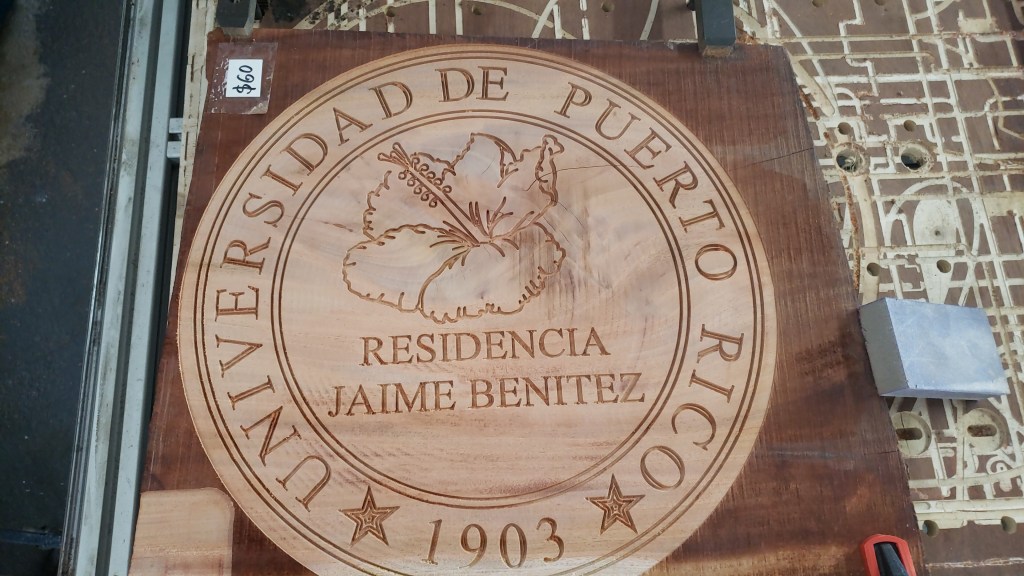 $60
UNIVERSIDAD DE PUERTO RICO
RESIDENCIA
JAIME BENITEZ
1903